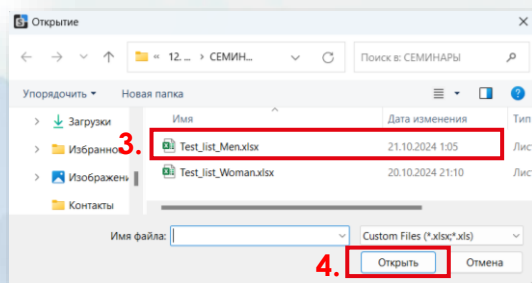 Открытие
« 12. ... > СЕМИН...
Поиск в: СЕМИНАРЫ
Упорядочить
Новая папка
Имя
Дата изменения
Тип
Загрузки
3.
Test_list_Men.xlsx
21.10.2024 1:05
Лис
Избранно
Test_list_Woman.xlsx
20.10.2024 21:10
Лис
Изображени
Контакты
Имя файла:
Custom Files (*.xlsx;*.xls)
4.
Открыть
Отмена